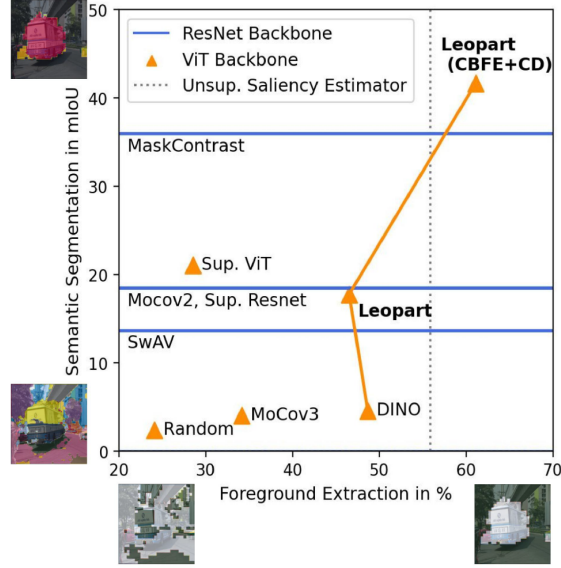 ResNet Backbone
ViT Backbone
Unsup. Saliency Estimator
Leopart
(CBFE+CD)
50
40
30
20
10
0
Semantic Segmentation in mIoU
MaskContrast
Sup. ViT
Mocov2, Sup. Resnet
Leopart
SwAV
MoCov3
DINO
Random
20
30
40
50
60
70
Foreground Extraction in %